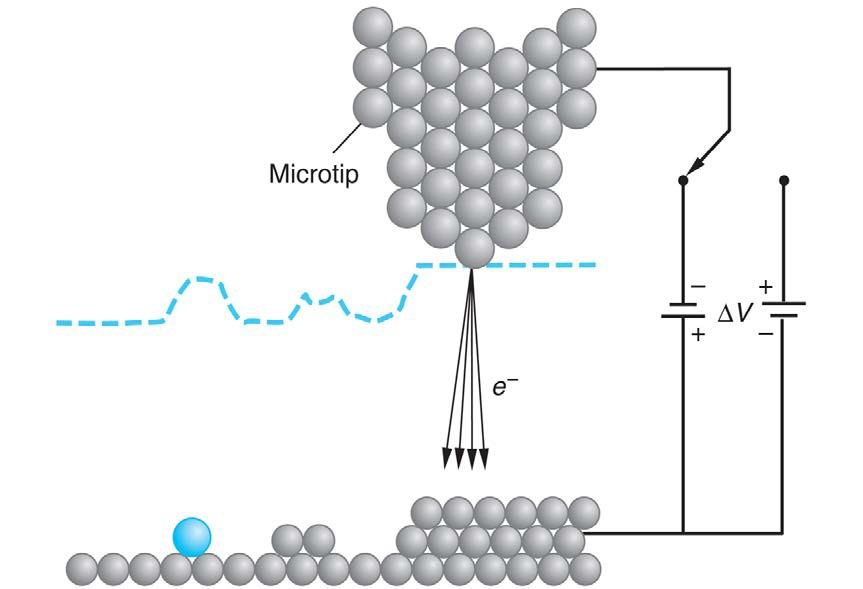 Microtip
− +
ΔV
+ −
e−